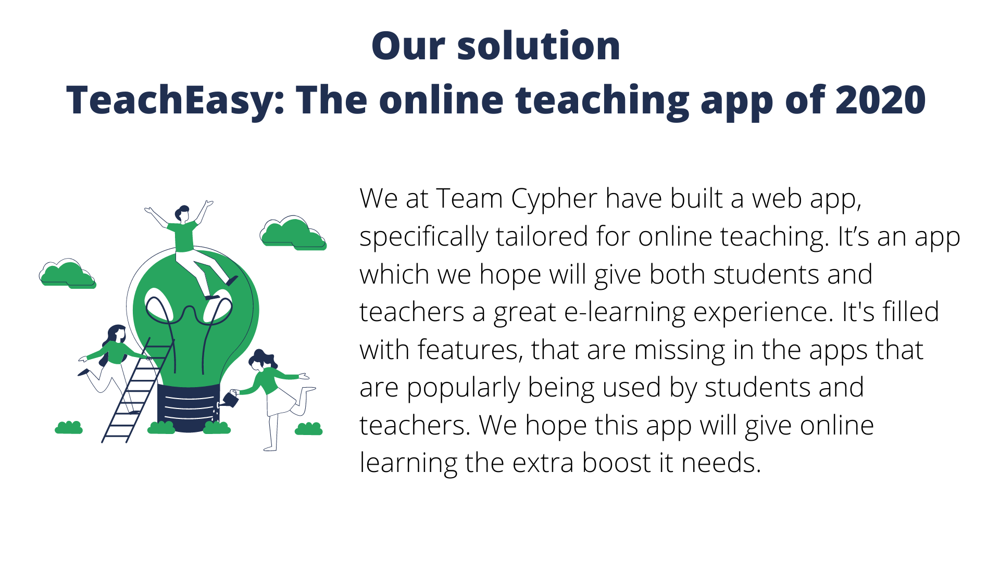 Our solution
TeachEasy: The online teaching app of 2020
We at Team Cypher have built a web app,
specifically tailored for online teaching. It’s an app
which we hope will give both students and
teachers a great e-learning experience. It's filled
with features, that are missing in the apps that
are popularly being used by students and
teachers. We hope this app will give online
learning the extra boost it needs.